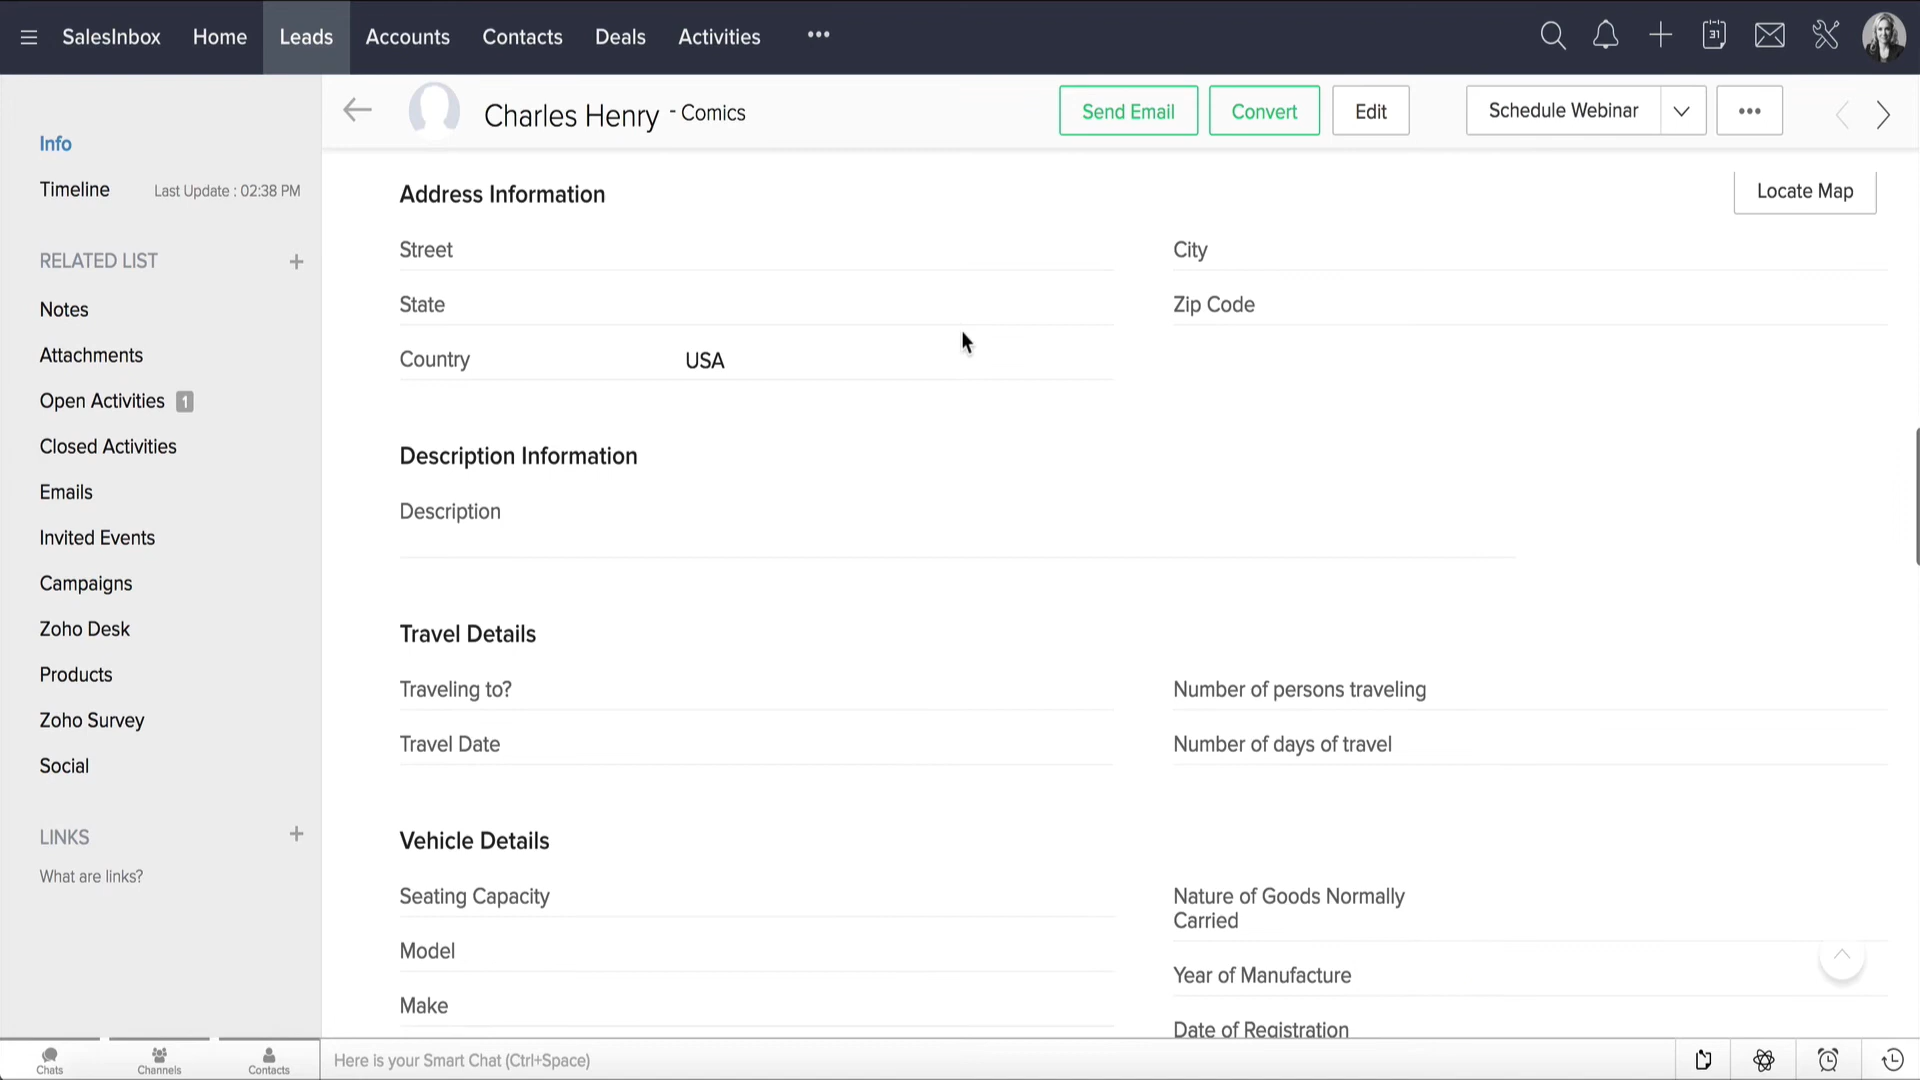 SalesInbox Home Leads Accounts Contacts Deals Activities
31
Charles Henry - Comics
Send Email
Convert
Edit
Schedule Webinar
Info
Timeline Last Update : 02:38 PM
RELATED LIST
Notes
Attachments
Open Activities 1
Closed Activities
Emails
Invited Events
Campaigns
Zoho Desk
Products
Zoho Survey
Social
LINKS
What are links?
Address Information
Locate Map
Street
City
State
Zip Code
Country USA
Description Information
Description
Travel Details
Traveling to?
Number of persons traveling
Travel Date
Number of days of travel
Vehicle Details
Seating Capacity
Nature of Goods Normally
Carried
Model
Year of Manufacture
Make
Date of Registration
Chats
Channels
Contacts
Here is your Smart Chat (Ctrl+Space)